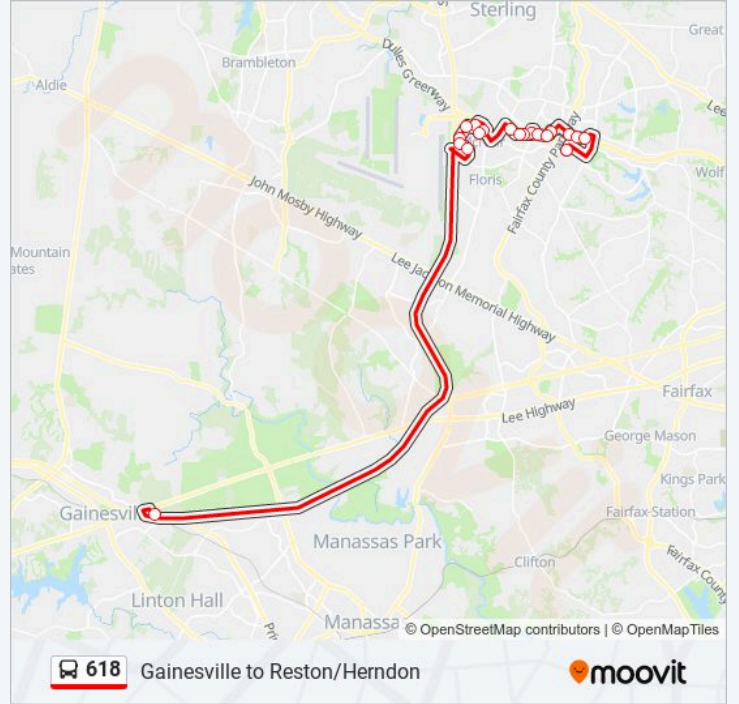 Sterling
Great
Brambleton
Dulles Greenway
Aldie
Lee
Floris
Wolf
Fairfax County Parkway
John Mosby Highway
Mountain
ates
Lee Jackson Memorial Highway
Fairfax
Lee Highway
George Mason
Kings Park
Gainesvil
Fairfax Station
Manassas Park
Clifton
Fairfax County
Linton Hall
Manassa
Pri
© OpenStreetMap contributors | © OpenMapTiles
618 Gainesville to Reston/Herndon
moovit